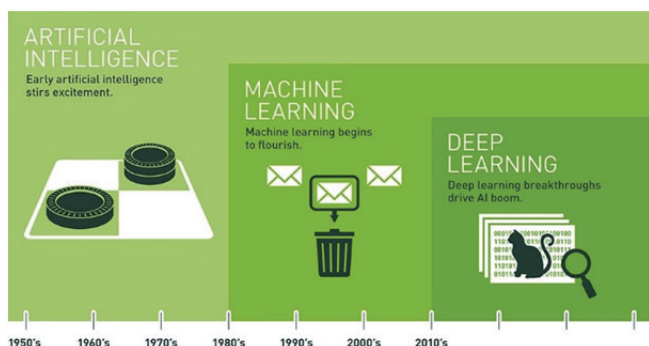 ARTIFICIAL
INTELLIGENCE
Early artificial intelligence
stirs excitement.
MACHINE
LEARNING
Machine learning begins
to flourish.
DEEP
LEARNING
Deep learning breakthroughs
drive AI boom.
1950's 1960's 1970's 1980's 1990's 2000's 2010's